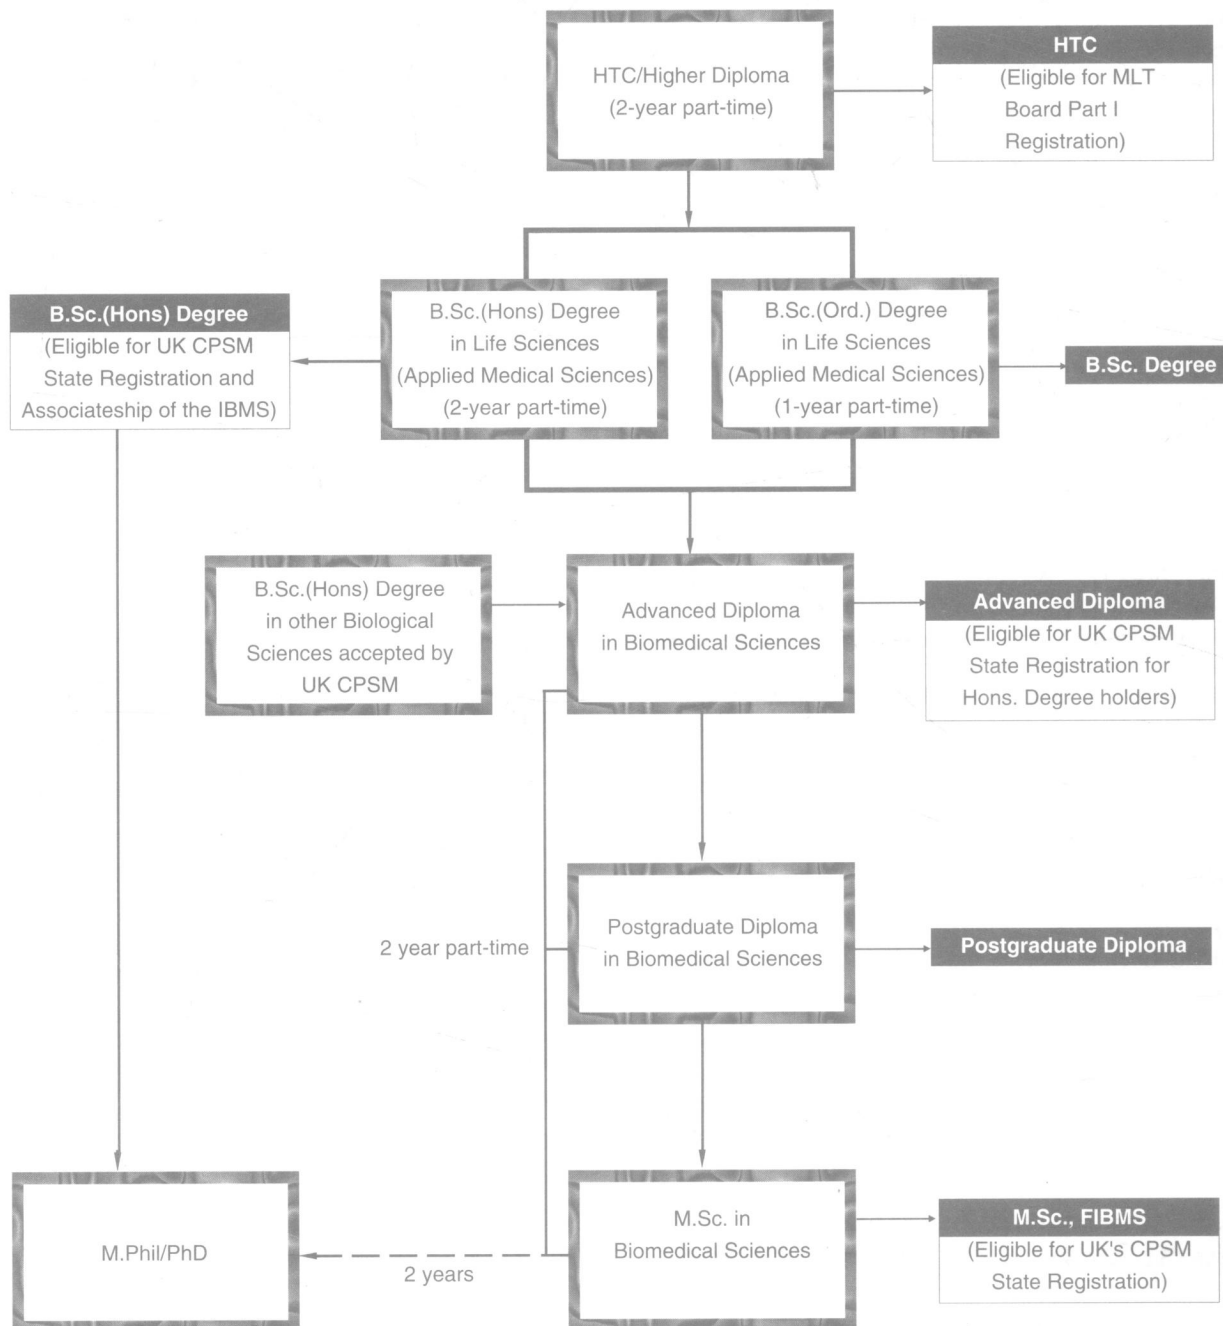 HTC/Higher Diploma
(2-year part-time)
HTC
(Eligible for MLT
Board Part I
Registration)
B.Sc.(Hons) Degree
(Eligible for UK CPSM
State Registration and
Associateship of the IBMS)
B.Sc.(Hons) Degree
in Life Sciences
(Applied Medical Sciences)
(2-year part-time)
B.Sc.(Ord.) Degree
in Life Sciences
(Applied Medical Sciences)
(1-year part-time)
B.Sc. Degree
B.Sc.(Hons) Degree
in other Biological
Sciences accepted by
UK CPSM
Advanced Diploma
in Biomedical Sciences
Advanced Diploma
(Eligible for UK CPSM
State Registration for
Hons. Degree holders)
2 year part-time
Postgraduate Diploma
in Biomedical Sciences
Postgraduate Diploma
M.Phil/PhD
2 years
M.Sc. in
Biomedical Sciences
M.Sc., FIBMS
(Eligible for UK's CPSM
State Registration)